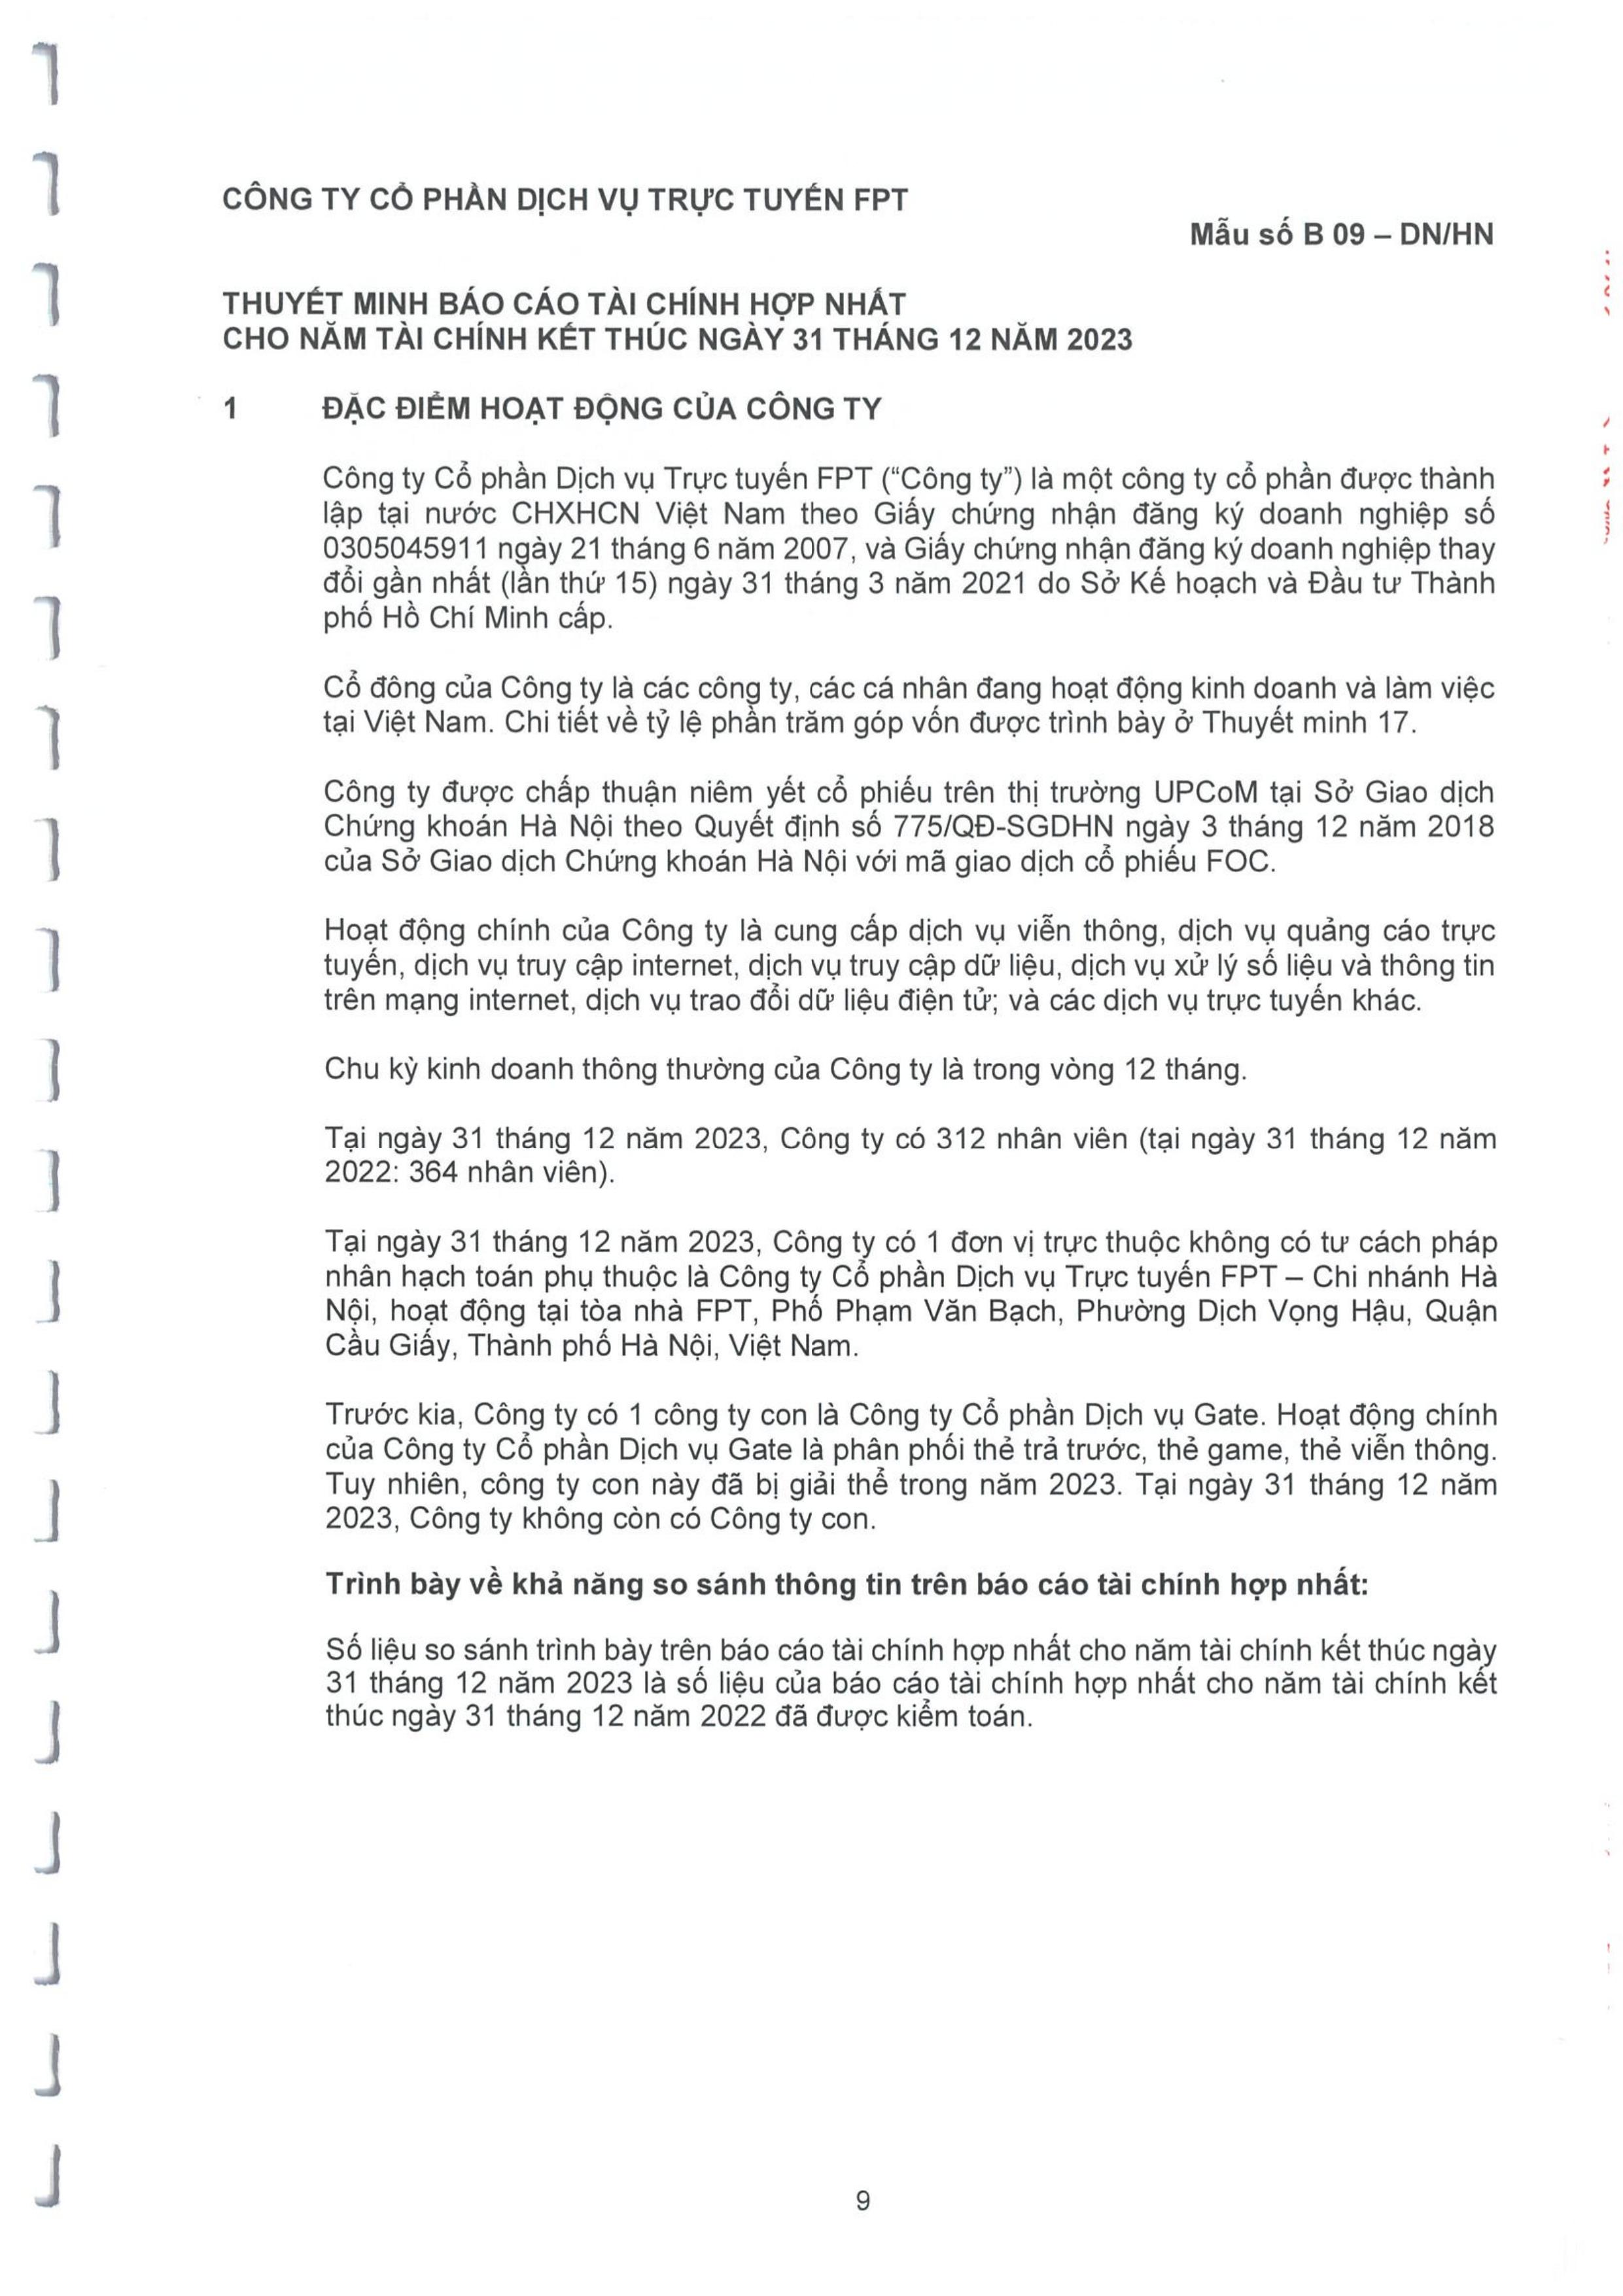 CÔNG TY CỔ PHẦN DỊCH VỤ TRỰC TUYẾN FPT
Mẫu số B 09 – DN/HN
THUYẾT MINH BÁO CÁO TÀI CHÍNH HỢP NHẤT
CHO NĂM TÀI CHÍNH KẾT THÚC NGÀY 31 THÁNG 12 NĂM 2023
1 ĐẶC ĐIỂM HOẠT ĐỘNG CỦA CÔNG TY
Công ty Cổ phần Dịch vụ Trực tuyến FPT (“Công ty”) là một công ty cổ phần được thành
lập tại nước CHXHCN Việt Nam theo Giấy chứng nhận đăng ký doanh nghiệp số
0305045911 ngày 21 tháng 6 năm 2007, và Giấy chứng nhận đăng ký doanh nghiệp thay
đổi gần nhất (lần thứ 15) ngày 31 tháng 3 năm 2021 do Sở Kế hoạch và Đầu tư Thành
phố Hồ Chí Minh cấp.
Cổ đông của Công ty là các công ty, các cá nhân đang hoạt động kinh doanh và làm việc
tại Việt Nam. Chi tiết về tỷ lệ phần trăm góp vốn được trình bày ở Thuyết minh 17.
Công ty được chấp thuận niêm yết cổ phiếu trên thị trường UPCoM tại Sở Giao dịch
Chứng khoán Hà Nội theo Quyết định số 775/QĐ-SGDHN ngày 3 tháng 12 năm 2018
của Sở Giao dịch Chứng khoán Hà Nội với mã giao dịch cổ phiếu FOC.
Hoạt động chính của Công ty là cung cấp dịch vụ viễn thông, dịch vụ quảng cáo trực
tuyến, dịch vụ truy cập internet, dịch vụ truy cập dữ liệu, dịch vụ xử lý số liệu và thông tin
trên mạng internet, dịch vụ trao đổi dữ liệu điện tử; và các dịch vụ trực tuyến khác.
Chu kỳ kinh doanh thông thường của Công ty là trong vòng 12 tháng.
Tại ngày 31 tháng 12 năm 2023, Công ty có 312 nhân viên (tại ngày 31 tháng 12 năm
2022: 364 nhân viên).
Tại ngày 31 tháng 12 năm 2023, Công ty có 1 đơn vị trực thuộc không có tư cách pháp
nhân hạch toán phụ thuộc là Công ty Cổ phần Dịch vụ Trực tuyến FPT – Chi nhánh Hà
Nội, hoạt động tại tòa nhà FPT, Phố Phạm Văn Bạch, Phường Dịch Vọng Hậu, Quận
Cầu Giấy, Thành phố Hà Nội, Việt Nam.
Trước kia, Công ty có 1 công ty con là Công ty Cổ phần Dịch vụ Gate. Hoạt động chính
của Công ty Cổ phần Dịch vụ Gate là phân phối thẻ trả trước, thẻ game, thẻ viễn thông.
Tuy nhiên, công ty con này đã bị giải thể trong năm 2023. Tại ngày 31 tháng 12 năm
2023, Công ty không còn có Công ty con.
Trình bày về khả năng so sánh thông tin trên báo cáo tài chính hợp nhất:
Số liệu so sánh trình bày trên báo cáo tài chính hợp nhất cho năm tài chính kết thúc ngày
31 tháng 12 năm 2023 là số liệu của báo cáo tài chính hợp nhất cho năm tài chính kết
thúc ngày 31 tháng 12 năm 2022 đã được kiểm toán.
9